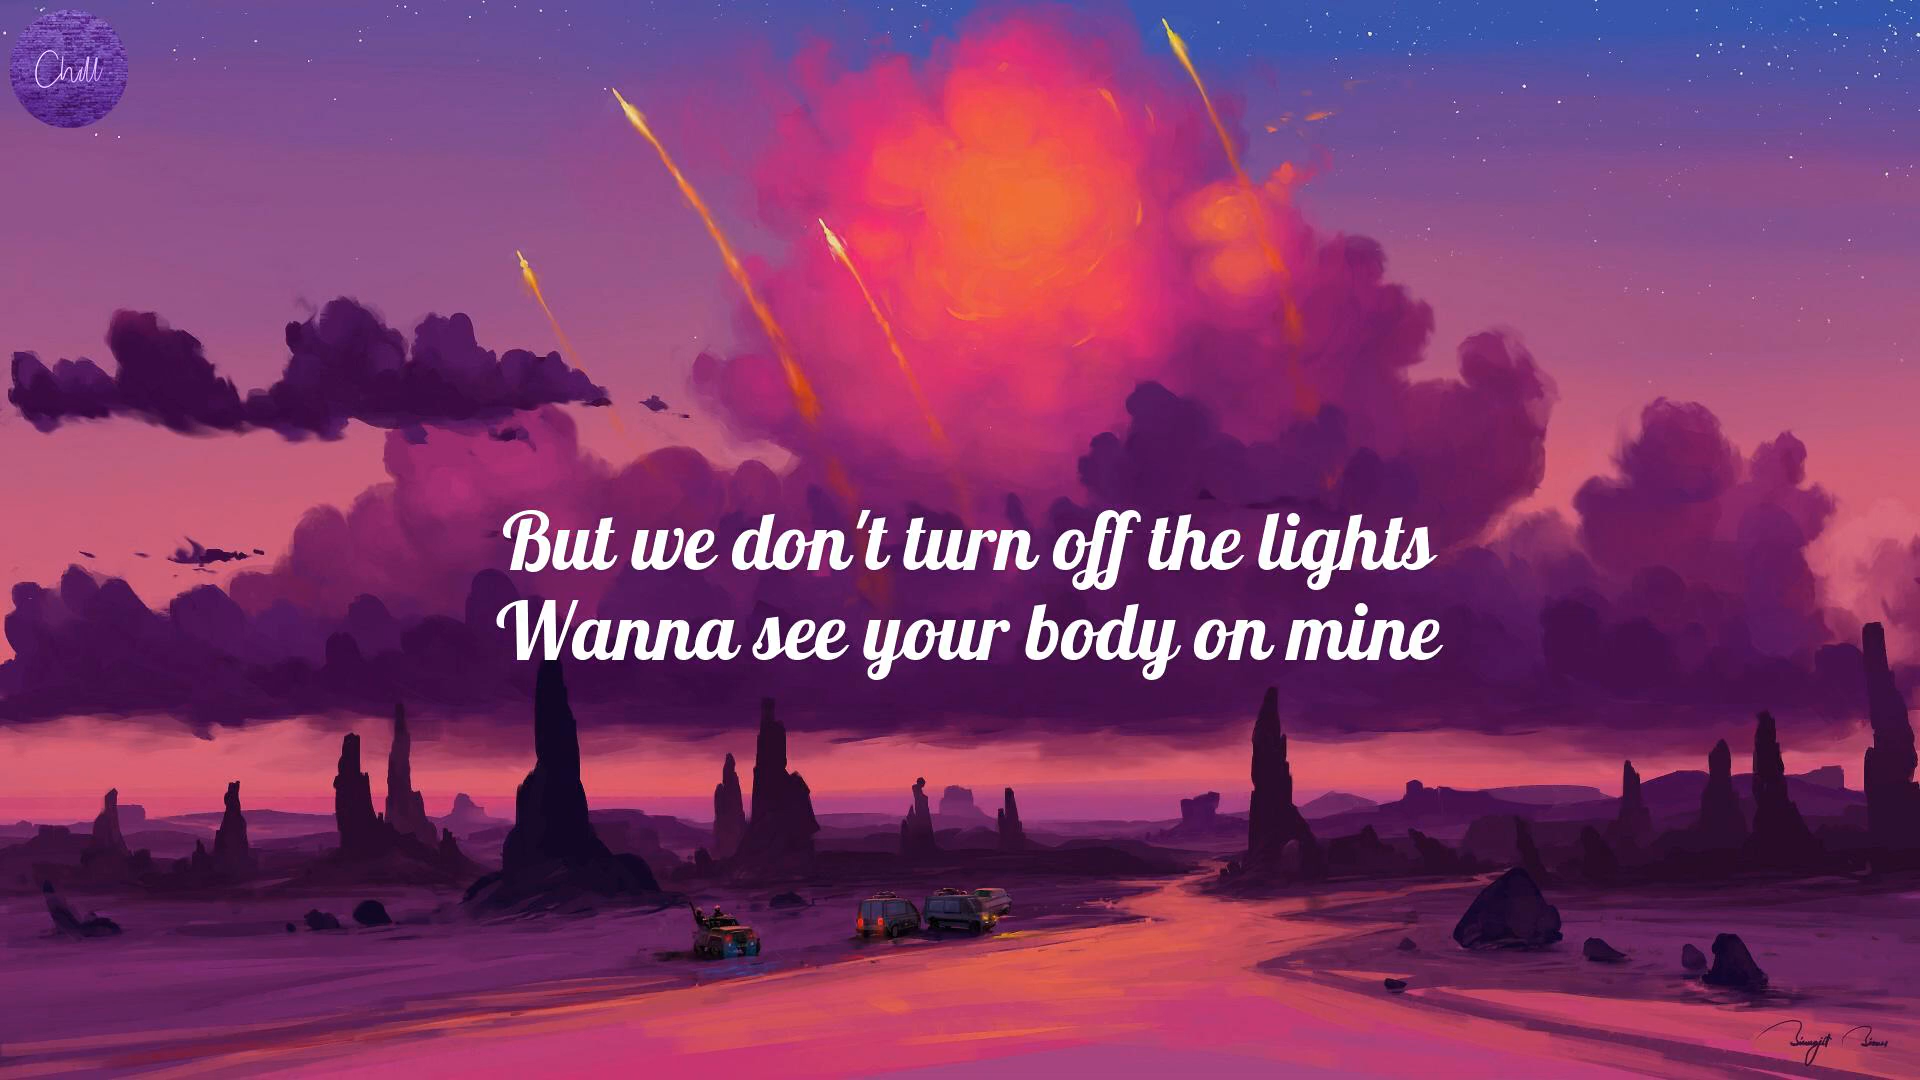 Chill
But we don't turn off the lights
Wanna see your body on mine